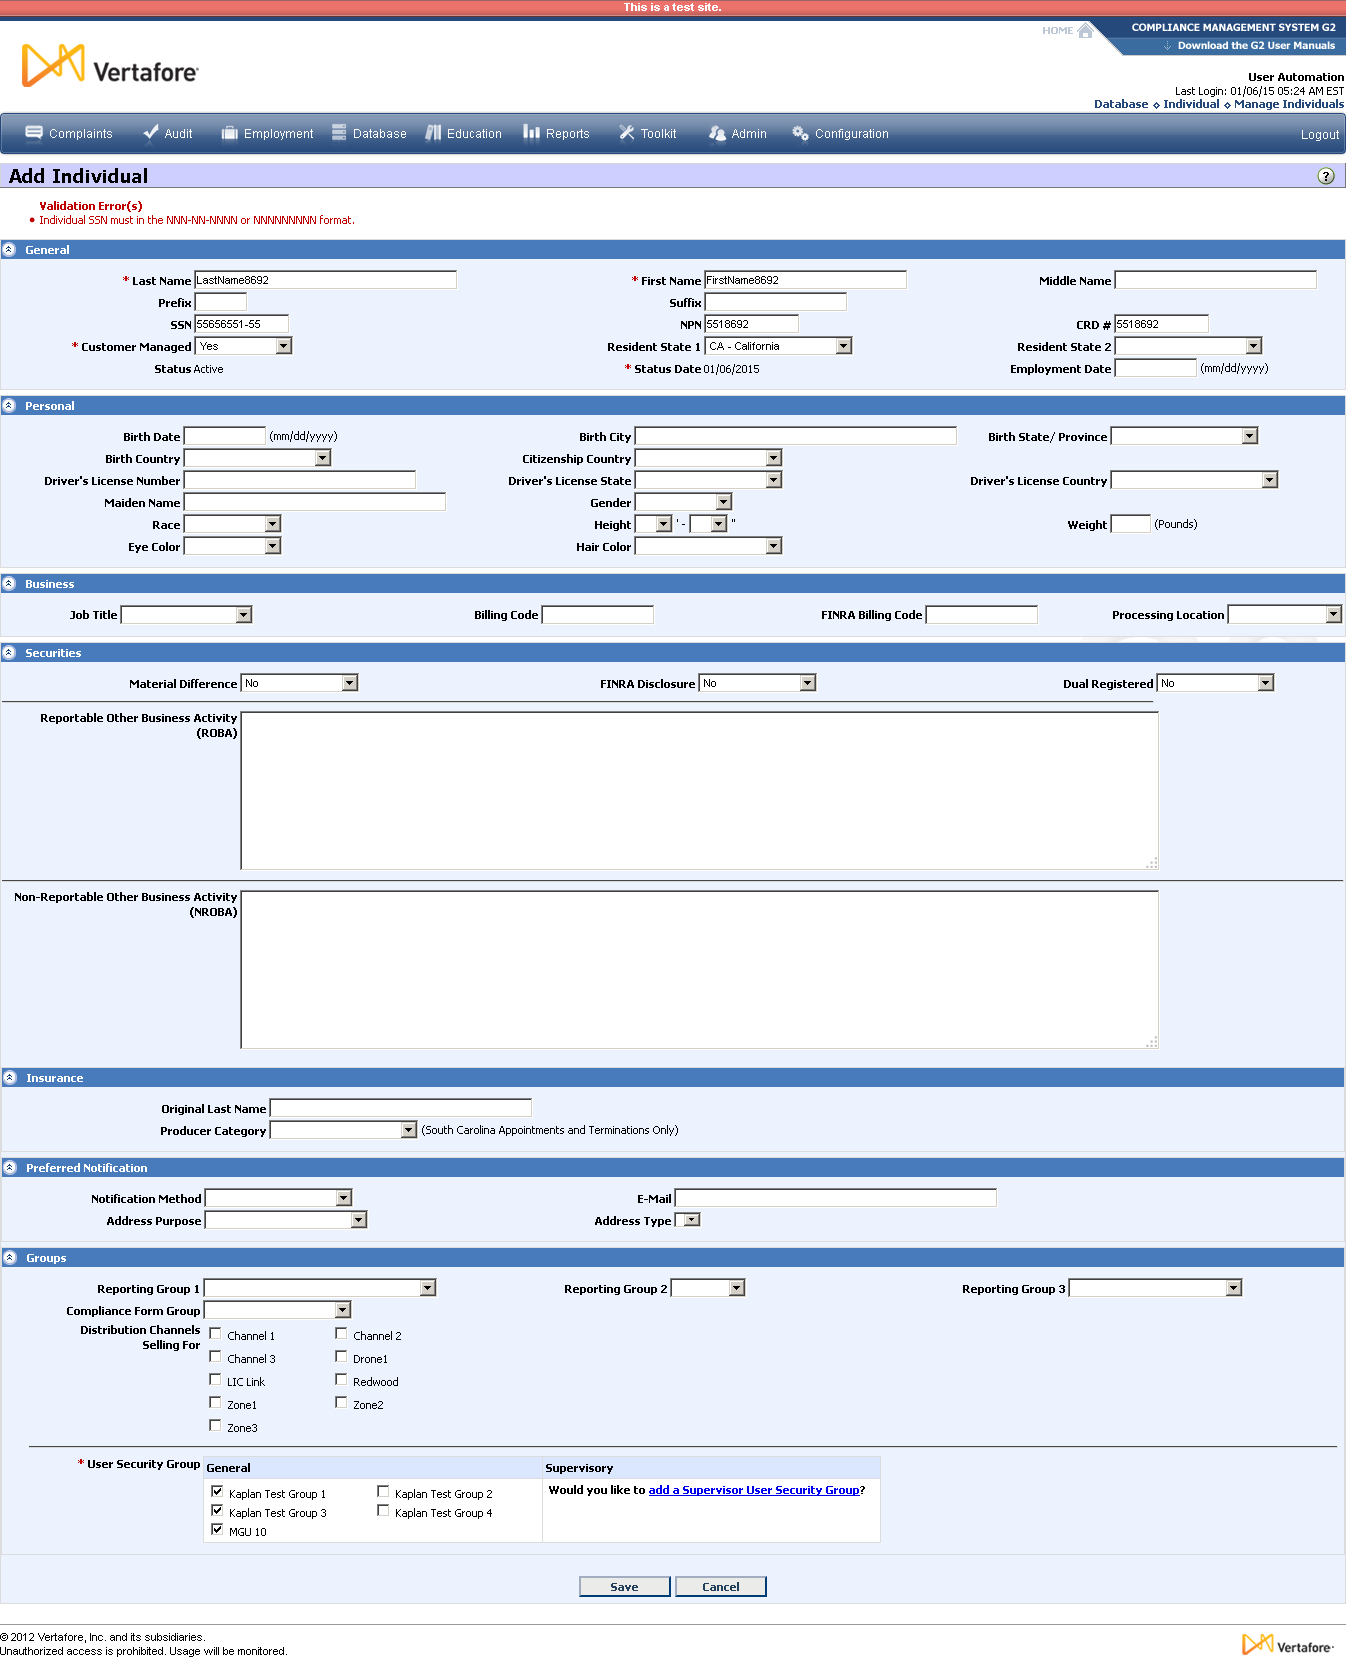 This is a test site.
HOME
COMPLIANCE MANAGEMENT SYSTEM G2
Download the G2 User Manuals
Vertafore
User Automation
Last Login: 01/06/15 05:24 AM EST
Database ⬦ Individual ⬦ Manage Individuals
Complaints Audit Employment Database Education Reports Toolkit Admin Configuration Logout
Add Individual ?
Validation Error(s)
• Individual SSN must in the NNN-NN-NNNN or NNNNNNNNN format.
General
* Last Name LastName8692 * First Name FirstName8692 Middle Name
Prefix Suffix
SSN 55656551-55 NPN 5518692 CRD # 5518692
* Customer Managed Yes Resident State 1 CA - California Resident State 2
Status Active * Status Date 01/06/2015 Employment Date (mm/dd/yyyy)
Personal
Birth Date (mm/dd/yyyy) Birth City Birth State/ Province
Birth Country Citizenship Country
Driver's License Number Driver's License State Driver's License Country
Maiden Name Gender
Race Height ' - " Weight (Pounds)
Eye Color Hair Color
Business
Job Title Billing Code FINRA Billing Code Processing Location
Securities
Material Difference No FINRA Disclosure No Dual Registered No
Reportable Other Business Activity
(ROBA)
Non-Reportable Other Business Activity
(NROBA)
Insurance
Original Last Name
Producer Category (South Carolina Appointments and Terminations Only)
Preferred Notification
Notification Method E-Mail
Address Purpose Address Type
Groups
Reporting Group 1 Reporting Group 2 Reporting Group 3
Compliance Form Group
Distribution Channels
Selling For
Channel 1 Channel 2
Channel 3 Drone1
LIC Link Redwood
Zone1 Zone2
Zone3
* User Security Group General Supervisory
Kaplan Test Group 1 Kaplan Test Group 2 Would you like to add a Supervisor User Security Group?
Kaplan Test Group 3 Kaplan Test Group 4
MGU 10
Save Cancel
© 2012 Vertafore, Inc. and its subsidiaries.
Unauthorized access is prohibited. Usage will be monitored.
Vertafore